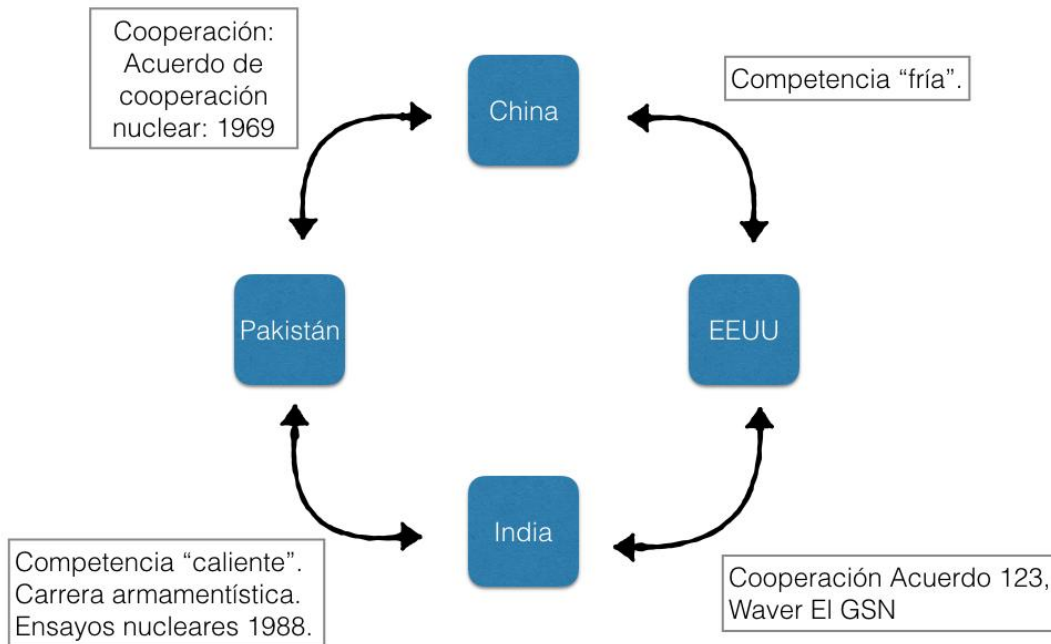 Cooperación:
Acuerdo de
cooperación
nuclear: 1969
China
Competencia “fría”.
Pakistán
EEUU
India
Competencia “caliente”.
Carrera armamentística.
Ensayos nucleares 1988.
Cooperación Acuerdo 123,
Waver El GSN